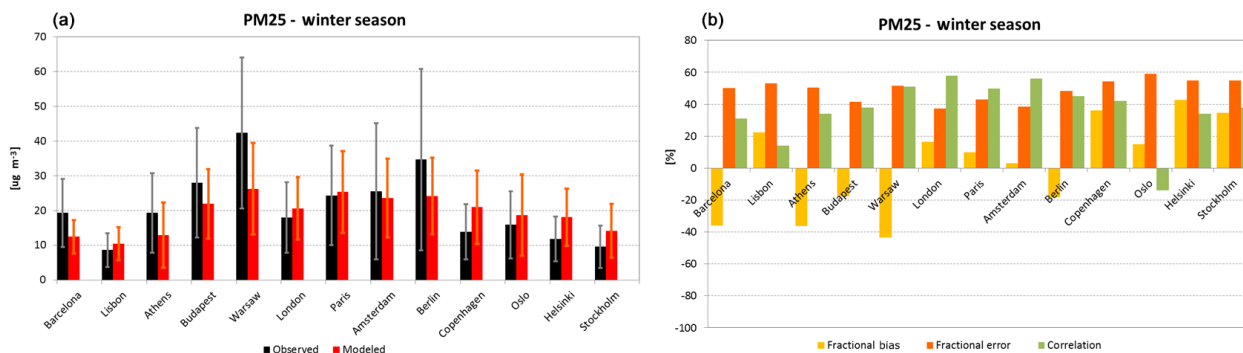 (a)
PM25 - winter season
70
60
50
40
30
20
10
0
[ug m-3]
Barcelona
Lisbon
Athens
Budapest
Warsaw
London
Paris
Amsterdam
Berlin
Copenhagen
Oslo
Helsinki
Stockholm
Observed Modeled
(b)
PM25 - winter season
80
60
40
20
0
-20
-40
-60
-80
-100
[%]
Barcelona
Lisbon
Athens
Budapest
Warsaw
London
Paris
Amsterdam
Berlin
Copenhagen
Oslo
Helsinki
Stockholm
Fractional bias Fractional error Correlation